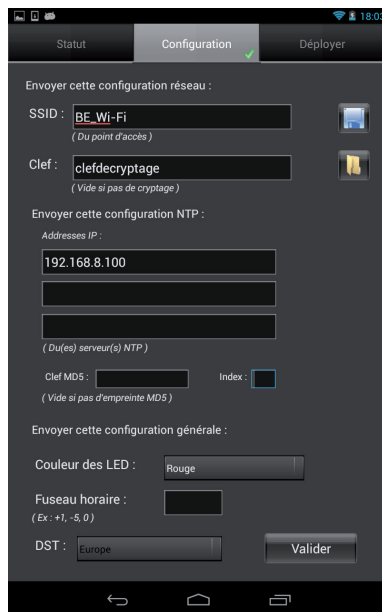 18:03
Statut Configuration Déployer
Envoyer cette configuration réseau :
SSID : BE_Wi-Fi
( Du point d'accès )
Clef : clefdecryptage
( Vide si pas de cryptage )
Envoyer cette configuration NTP :
Addresses IP :
192.168.8.100
( Du(es) serveur(s) NTP )
Clef MD5 : Index :
( Vide si pas d'empreinte MD5 )
Envoyer cette configuration générale :
Couleur des LED : Rouge
Fuseau horaire :
( Ex : +1, -5, 0 )
DST : Europe Valider